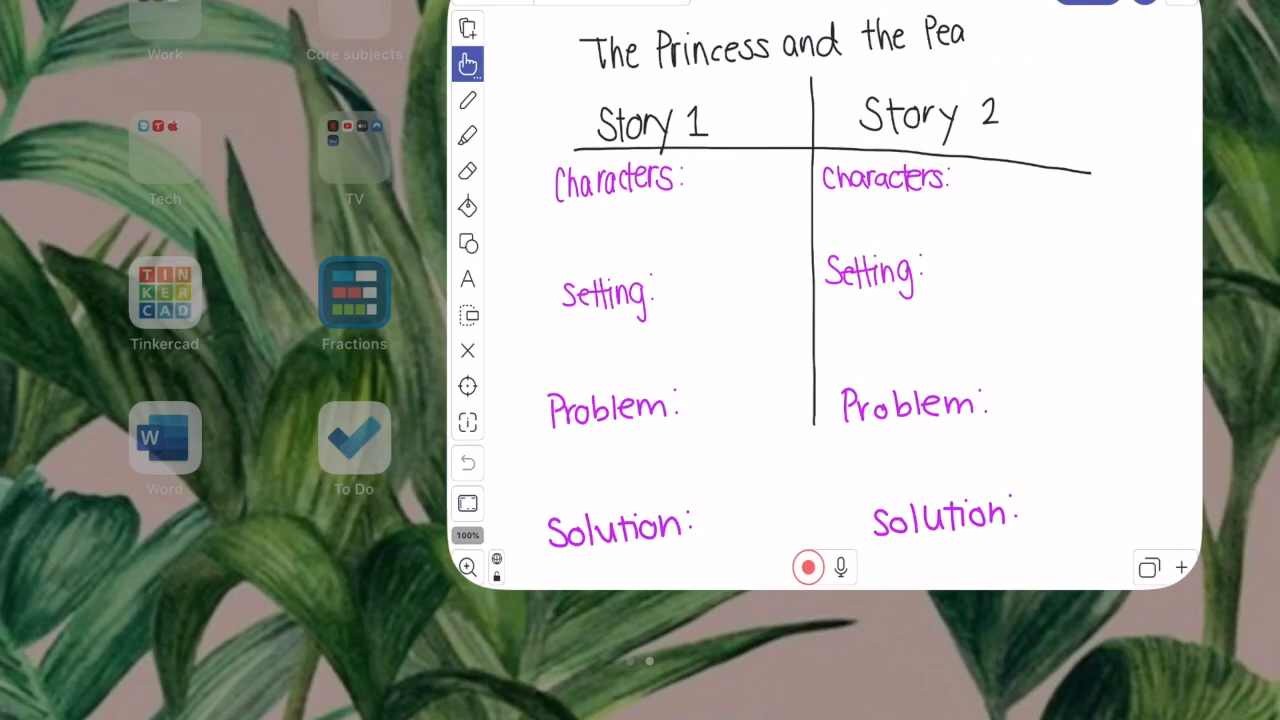 The Princess and the Pea
Story 1
Story 2
Characters:
Characters:
Setting:
Setting:
Problem:
Problem:
Solution:
Solution:
100%
Work
Core subjects
Tech
TV
TIN
KER
CAD
Tinkercad
Fractions
W
Word
To Do